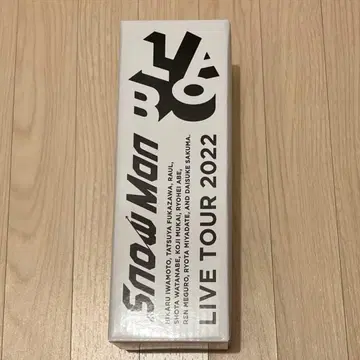 Snow Man
LABO
HIKARU IWAMOTO, TATSUYA FUKAZAWA, RAUL,
SHOTA WATANABE, KOJI MUKAI, RYOHEI ABE,
REN MEGURO, RYOTA MIYADATE, AND DAISUKE SAKUMA.
LIVE TOUR 2022